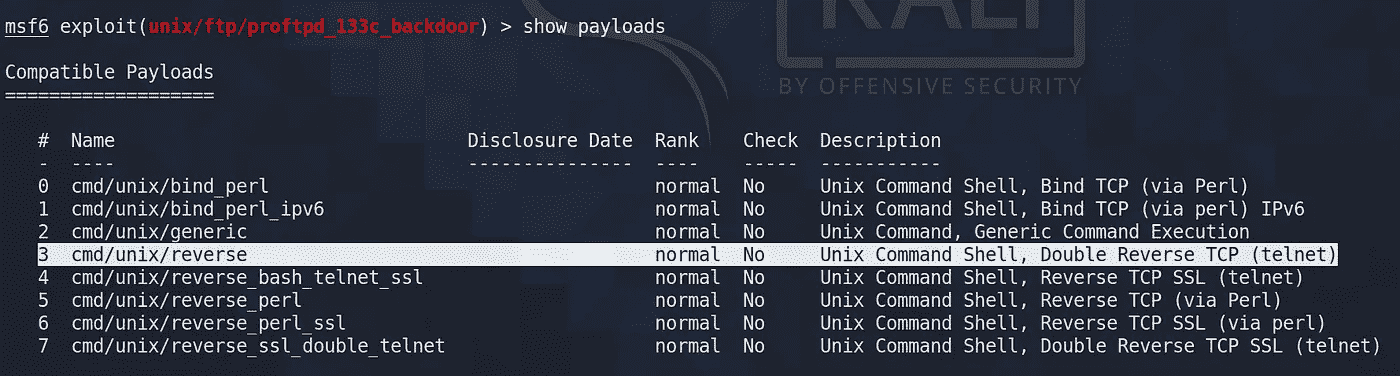 KALI
msf6 exploit(unix/ftp/proftpd_133c_backdoor) > show payloads
BY OFFENSIVE SECURITY
Compatible Payloads
===================
#  Name                                Disclosure Date  Rank    Check  Description
-  ----                                ---------------  ----    -----  -----------
0  cmd/unix/bind_perl                                   normal  No     Unix Command Shell, Bind TCP (via Perl)
1  cmd/unix/bind_perl_ipv6                              normal  No     Unix Command Shell, Bind TCP (via perl) IPv6
2  cmd/unix/generic                                     normal  No     Unix Command, Generic Command Execution
3  cmd/unix/reverse                                     normal  No     Unix Command Shell, Double Reverse TCP (telnet)
4  cmd/unix/reverse_bash_telnet_ssl                     normal  No     Unix Command Shell, Reverse TCP SSL (telnet)
5  cmd/unix/reverse_perl                                normal  No     Unix Command Shell, Reverse TCP (via Perl)
6  cmd/unix/reverse_perl_ssl                            normal  No     Unix Command Shell, Reverse TCP SSL (via perl)
7  cmd/unix/reverse_ssl_double_telnet                   normal  No     Unix Command Shell, Double Reverse TCP SSL (telnet)